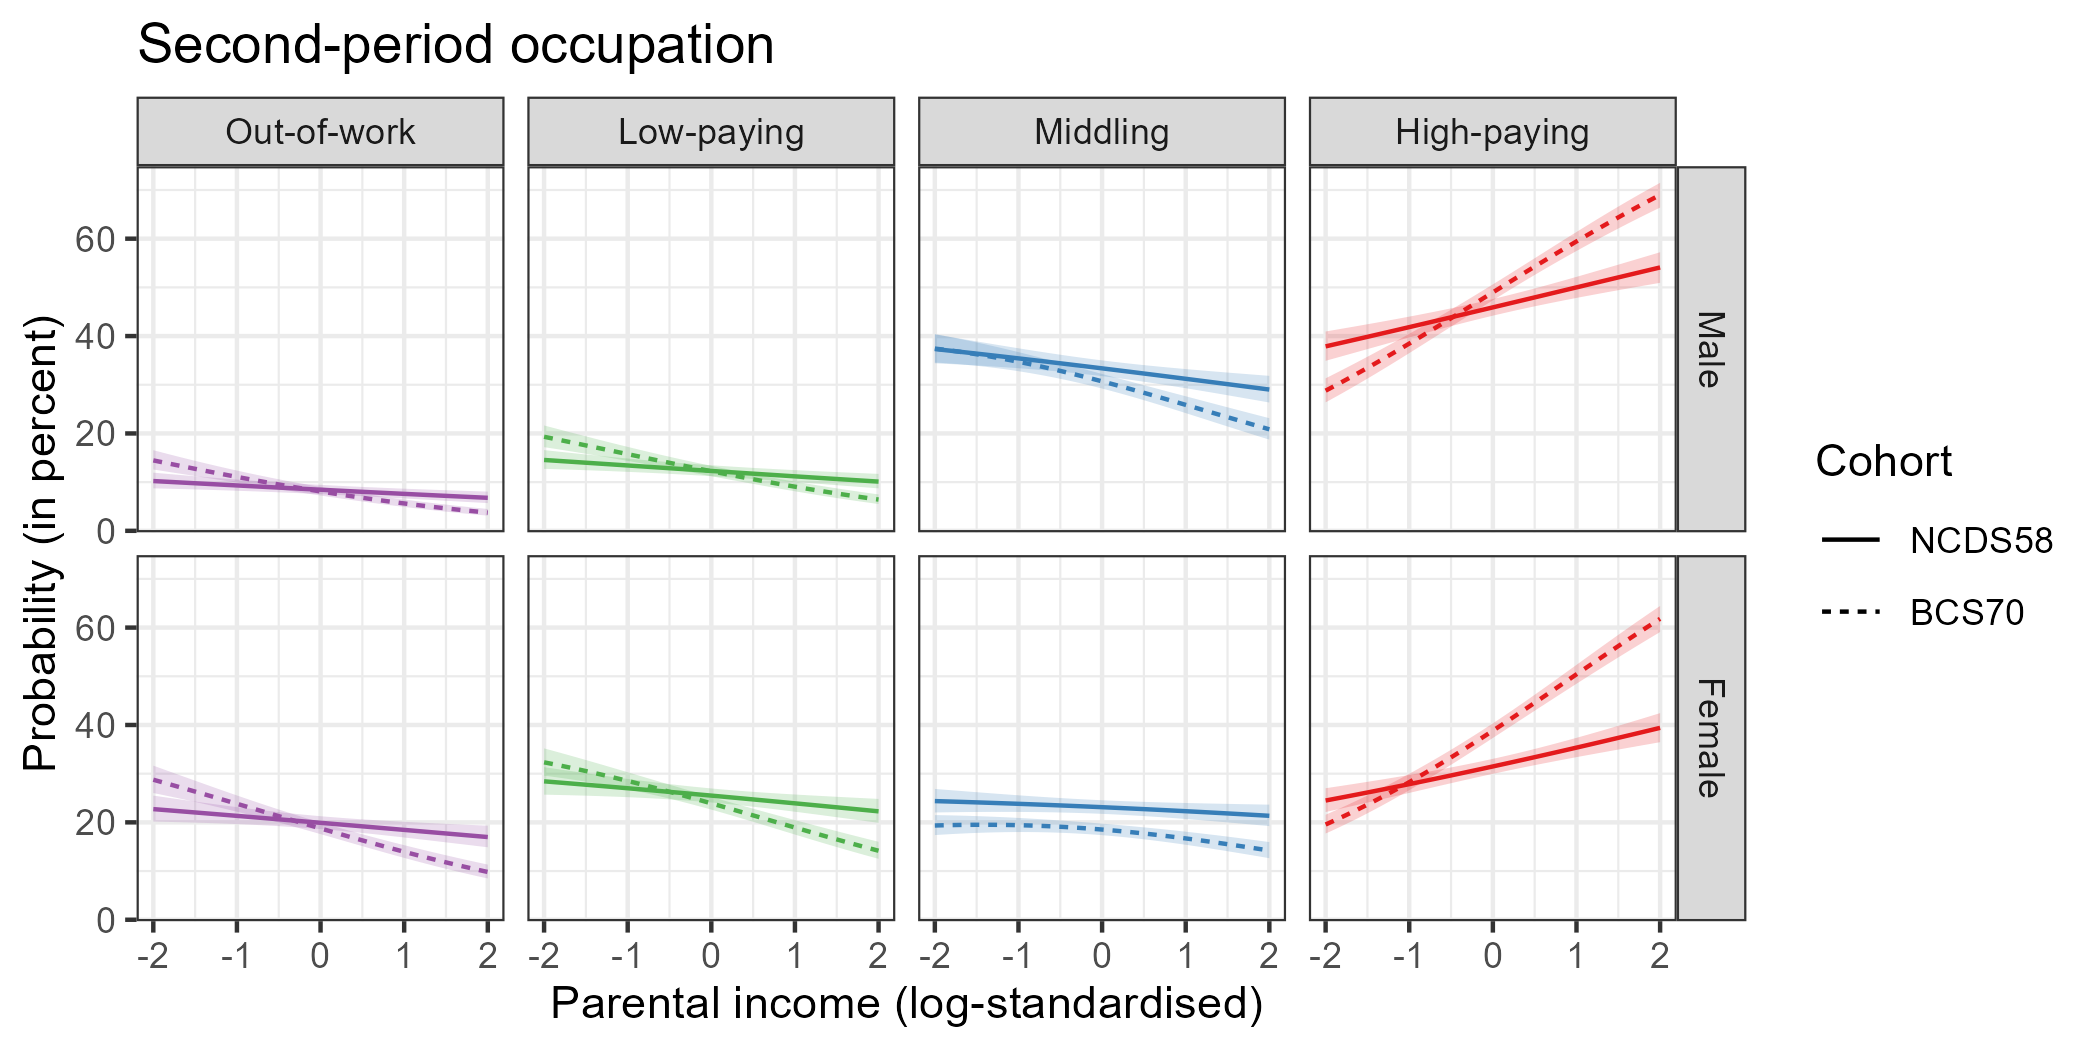 Second-period occupation
Out-of-work Low-paying Middling High-paying
Probability (in percent)
60
40
20
0
Male
60
40
20
0
Female
-2 -1 0 1 2 -2 -1 0 1 2 -2 -1 0 1 2 -2 -1 0 1 2
Parental income (log-standardised)
Cohort
NCDS58
BCS70